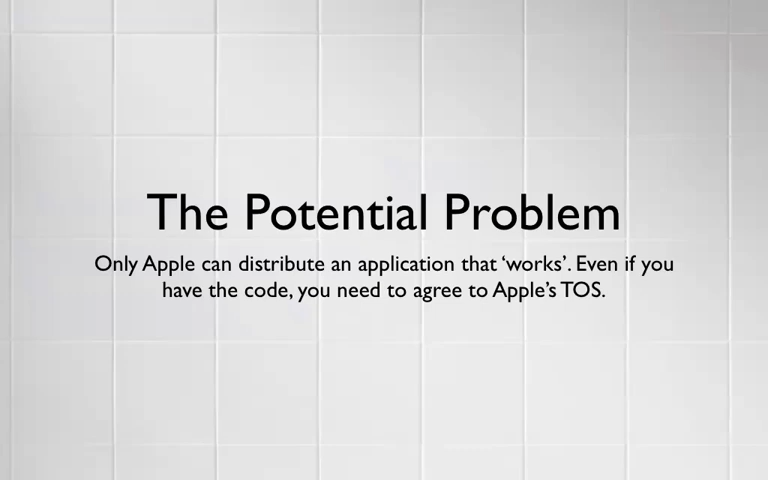 The Potential Problem
Only Apple can distribute an application that ‘works’. Even if you
have the code, you need to agree to Apple’s TOS.